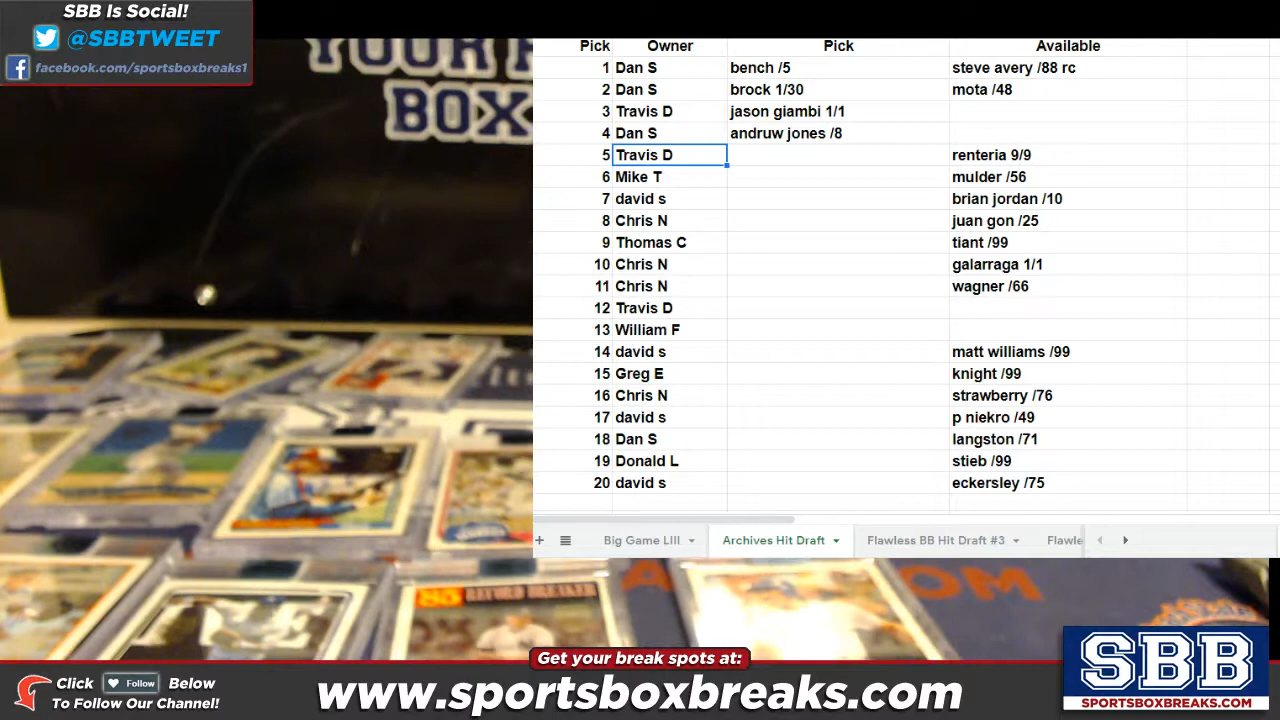 SBB Is Social!
@SBBTWEET
facebook.com/sportsboxbreaks1
YOUR
BOX
Pick Owner Pick Available
1 Dan S bench /5 steve avery /88 rc
2 Dan S brock 1/30 mota /48
3 Travis D jason giambi 1/1
4 Dan S andruw jones /8
5 Travis D renteria 9/9
6 Mike T mulder /56
7 david s brian jordan /10
8 Chris N juan gon /25
9 Thomas C tiant /99
10 Chris N galarraga 1/1
11 Chris N wagner /66
12 Travis D
13 William F
14 david s matt williams /99
15 Greg E knight /99
16 Chris N strawberry /76
17 david s p niekro /49
18 Dan S langston /71
19 Donald L stieb /99
20 david s eckersley /75
Big Game LIII Archives Hit Draft Flawless BB Hit Draft #3 Flawle
85 RECORD BREAKER
Get your break spots at:
Click Follow Below
To Follow Our Channel!
www.sportsboxbreaks.com
SBB
SPORTSBOXBREAKS.COM